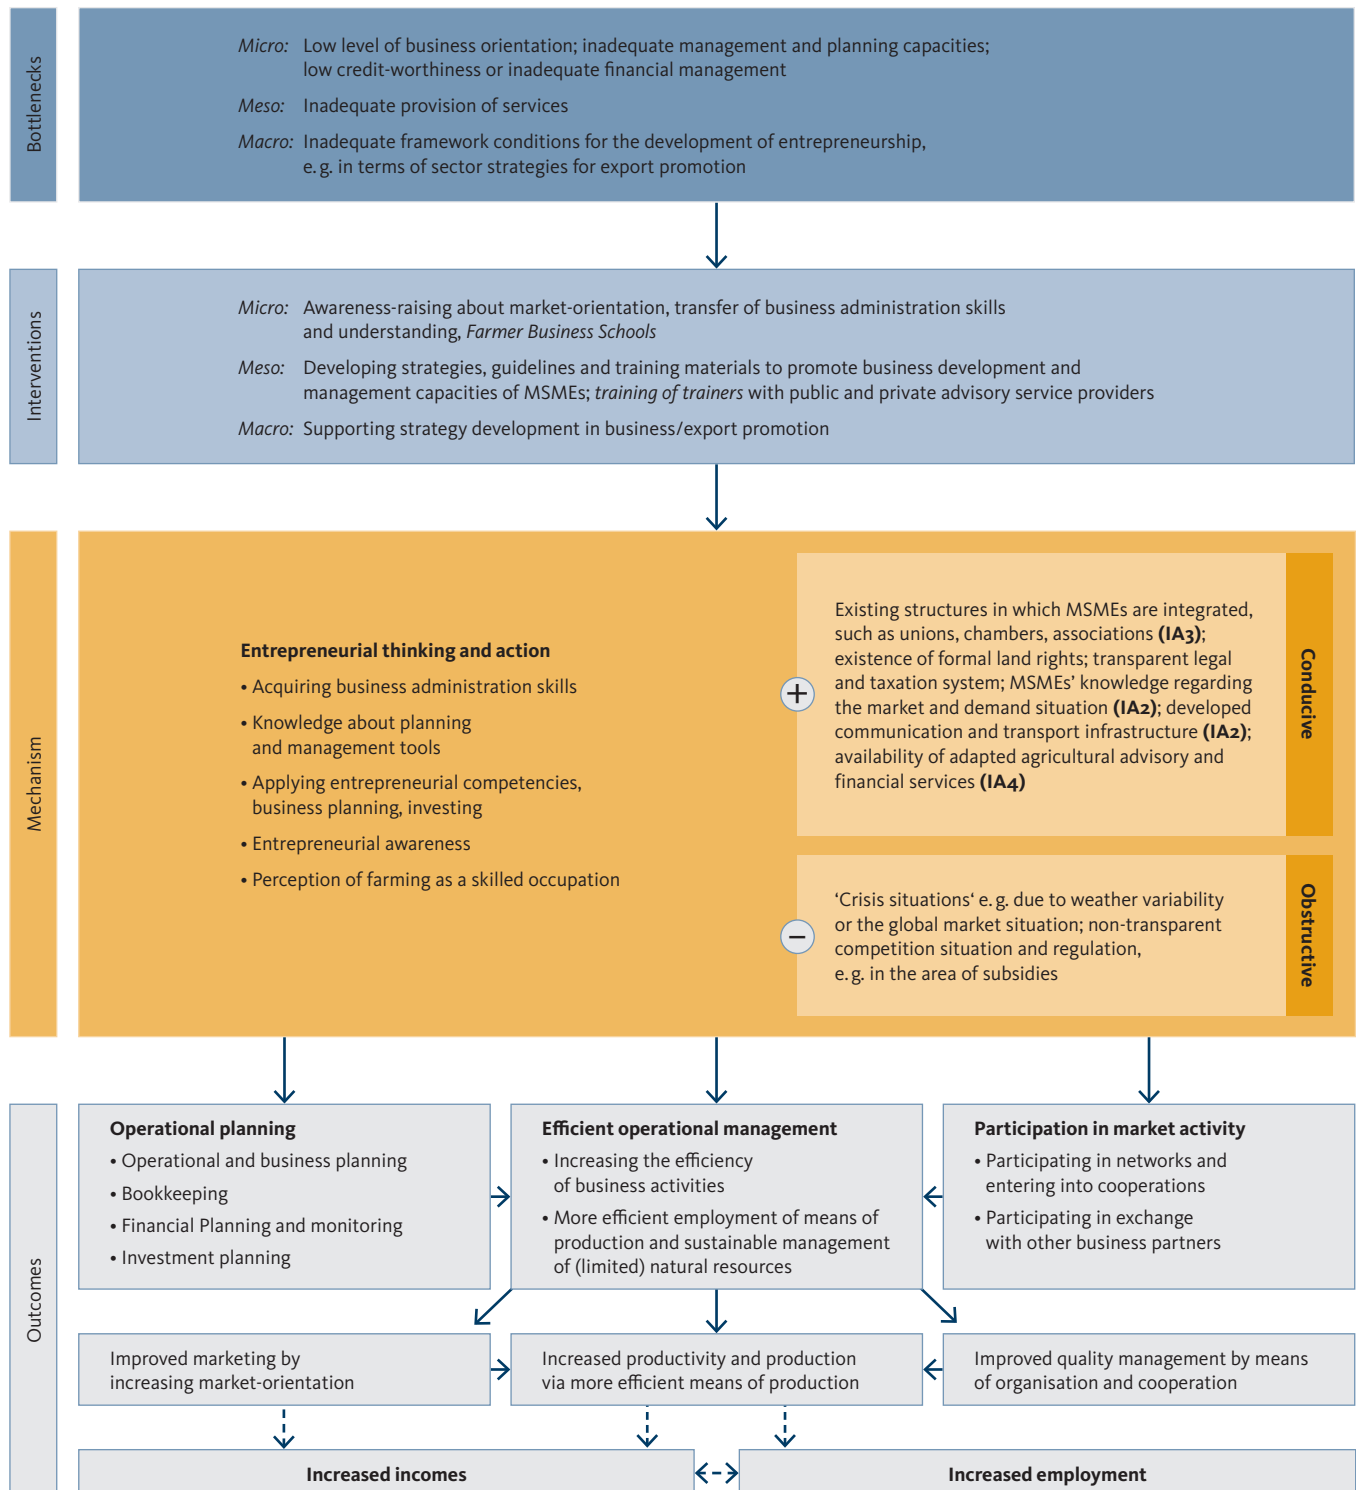 Bottlenecks
Micro: Low level of business orientation; inadequate management and planning capacities;
low credit-worthiness or inadequate financial management
Meso: Inadequate provision of services
Macro: Inadequate framework conditions for the development of entrepreneurship,
e. g. in terms of sector strategies for export promotion
Interventions
Micro: Awareness-raising about market-orientation, transfer of business administration skills
and understanding, Farmer Business Schools
Meso: Developing strategies, guidelines and training materials to promote business development and
management capacities of MSMEs; training of trainers with public and private advisory service providers
Macro: Supporting strategy development in business/export promotion
Mechanism
Entrepreneurial thinking and action
• Acquiring business administration skills
• Knowledge about planning
and management tools
• Applying entrepreneurial competencies,
business planning, investing
• Entrepreneurial awareness
• Perception of farming as a skilled occupation
+
Existing structures in which MSMEs are integrated,
such as unions, chambers, associations (IA3);
existence of formal land rights; transparent legal
and taxation system; MSMEs’ knowledge regarding
the market and demand situation (IA2); developed
communication and transport infrastructure (IA2);
availability of adapted agricultural advisory and
financial services (IA4)
Conducive
–
‘Crisis situations‘ e. g. due to weather variability
or the global market situation; non-transparent
competition situation and regulation,
e. g. in the area of subsidies
Obstructive
Outcomes
Operational planning
• Operational and business planning
• Bookkeeping
• Financial Planning and monitoring
• Investment planning
Efficient operational management
• Increasing the efficiency
of business activities
• More efficient employment of means of
production and sustainable management
of (limited) natural resources
Participation in market activity
• Participating in networks and
entering into cooperations
• Participating in exchange
with other business partners
Improved marketing by
increasing market-orientation
Increased productivity and production
via more efficient means of production
Improved quality management by means
of organisation and cooperation
Increased incomes
Increased employment